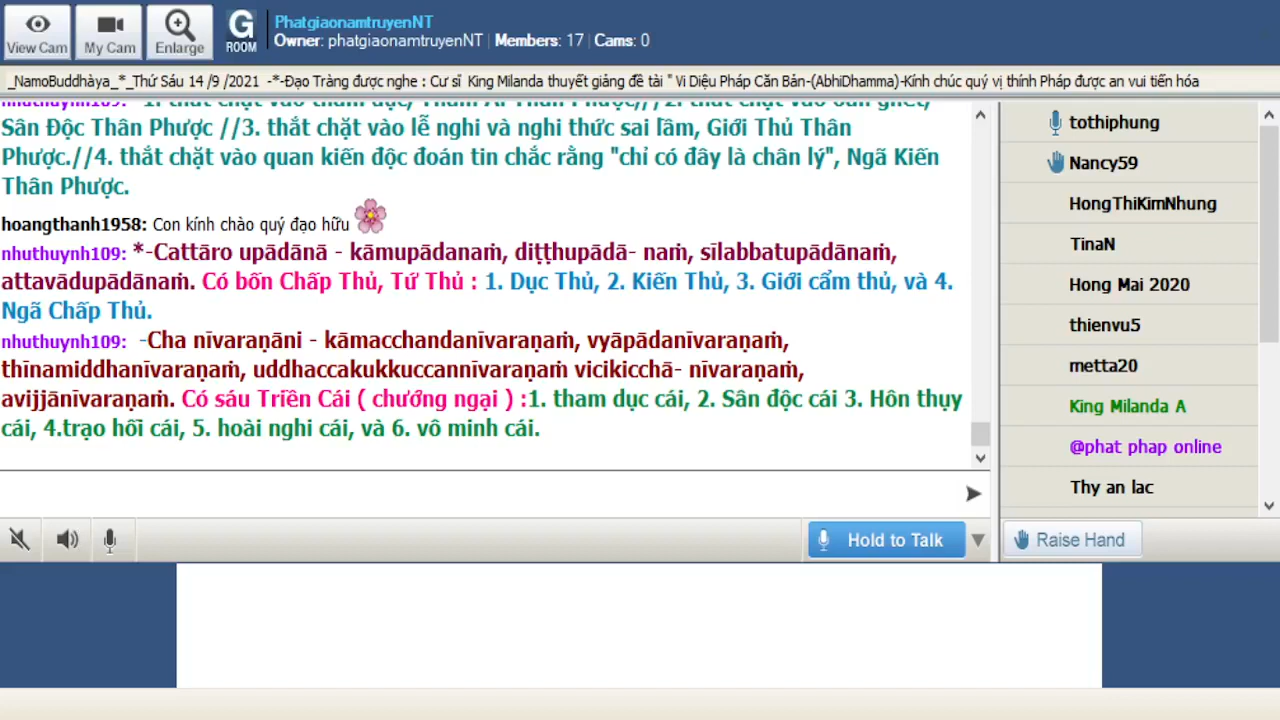 View Cam
My Cam
Enlarge
G
ROOM
PhatgiaonamtruyenNT
Owner: phatgiaonamtruyenNT | Members: 17 | Cams: 0
_NamoBuddhàya_*_Thứ Sáu 14 /9 /2021 -*-Đạo Tràng được nghe : Cư sĩ King Milanda thuyết giảng đề tài " Vi Diệu Pháp Căn Bản-(AbhiDhamma)-Kính chúc quý vị thính Pháp được an vui tiến hóa
Sân Độc Thân Phược //3. thắt chặt vào lễ nghi và nghi thức sai lầm, Giới Thủ Thân
Phược.//4. thắt chặt vào quan kiến độc đoán tin chắc rằng "chỉ có đây là chân lý", Ngã Kiến
Thân Phược.
hoangthanh1958: Con kính chào quý đạo hữu
nhuthuynh109: *-Cattāro upādānā - kāmupādanaṁ, diṭṭhupādā- naṁ, sīlabbatupādānaṁ,
attavādupādānaṁ. Có bốn Chấp Thủ, Tứ Thủ : 1. Dục Thủ, 2. Kiến Thủ, 3. Giới cấm thủ, và 4.
Ngã Chấp Thủ.
nhuthuynh109: -Cha nīvaraṇāni - kāmacchandanīvaraṇaṁ, vyāpādanīvaraṇaṁ,
thīnamiddhanīvaraṇaṁ, uddhaccakukkuccannīvaraṇaṁ vicikicchā- nīvaraṇaṁ,
avijjānīvaraṇaṁ. Có sáu Triền Cái ( chướng ngại ) :1. tham dục cái, 2. Sân độc cái 3. Hôn thụy
cái, 4.trạo hối cái, 5. hoài nghi cái, và 6. vô minh cái.
tothiphung
Nancy59
HongThiKimNhung
TinaN
Hong Mai 2020
thienvu5
metta20
King Milanda A
@phat phap online
Thy an lac
Hold to Talk
Raise Hand